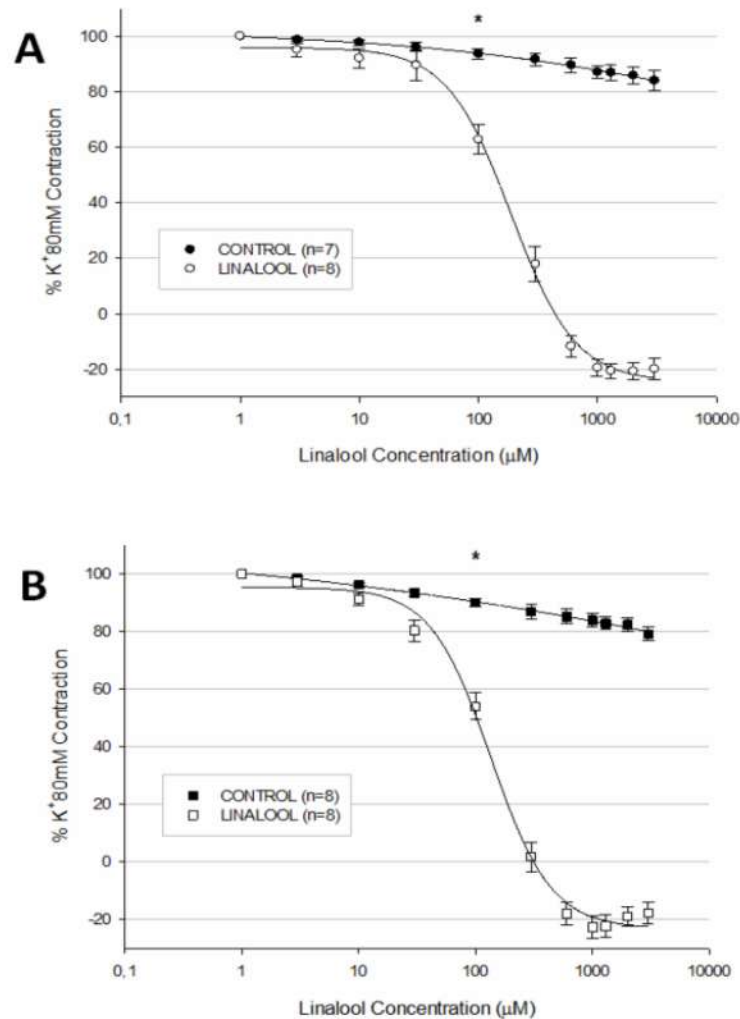 A
*
100
80
60
40
20
0
-20
% K⁺80mM Contraction
CONTROL (n=7)
LINALOOL (n=8)
0,1 1 10 100 1000 10000
Linalool Concentration (µM)
B
*
100
80
60
40
20
0
-20
% K⁺80mM Contraction
CONTROL (n=8)
LINALOOL (n=8)
0,1 1 10 100 1000 10000
Linalool Concentration (µM)